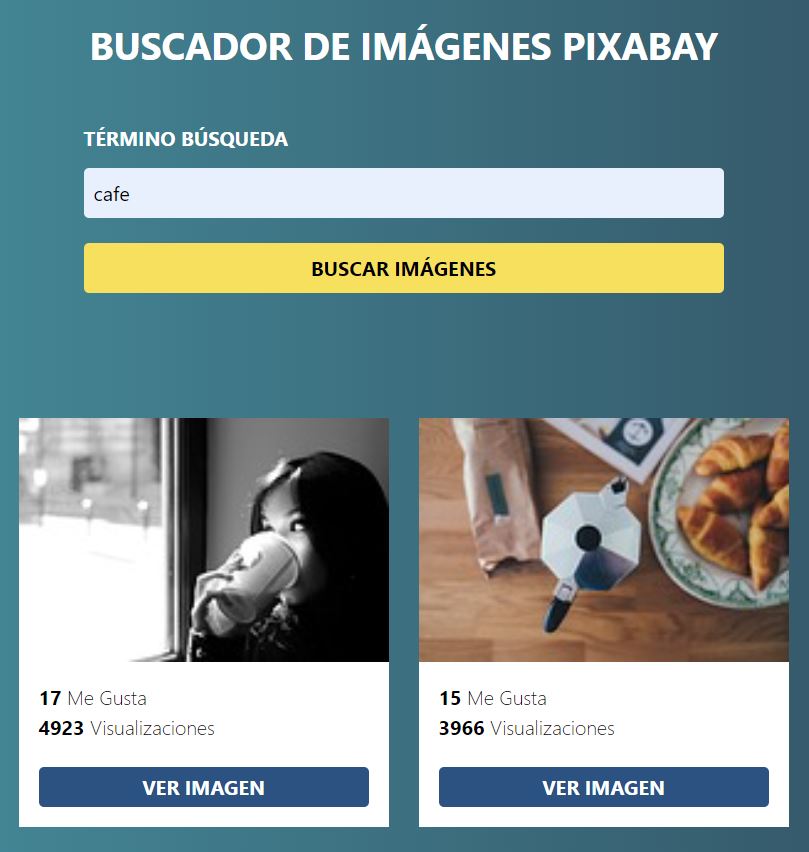 BUSCADOR DE IMÁGENES PIXABAY
TÉRMINO BÚSQUEDA
cafe
BUSCAR IMÁGENES
17 Me Gusta
4923 Visualizaciones
VER IMAGEN
15 Me Gusta
3966 Visualizaciones
VER IMAGEN